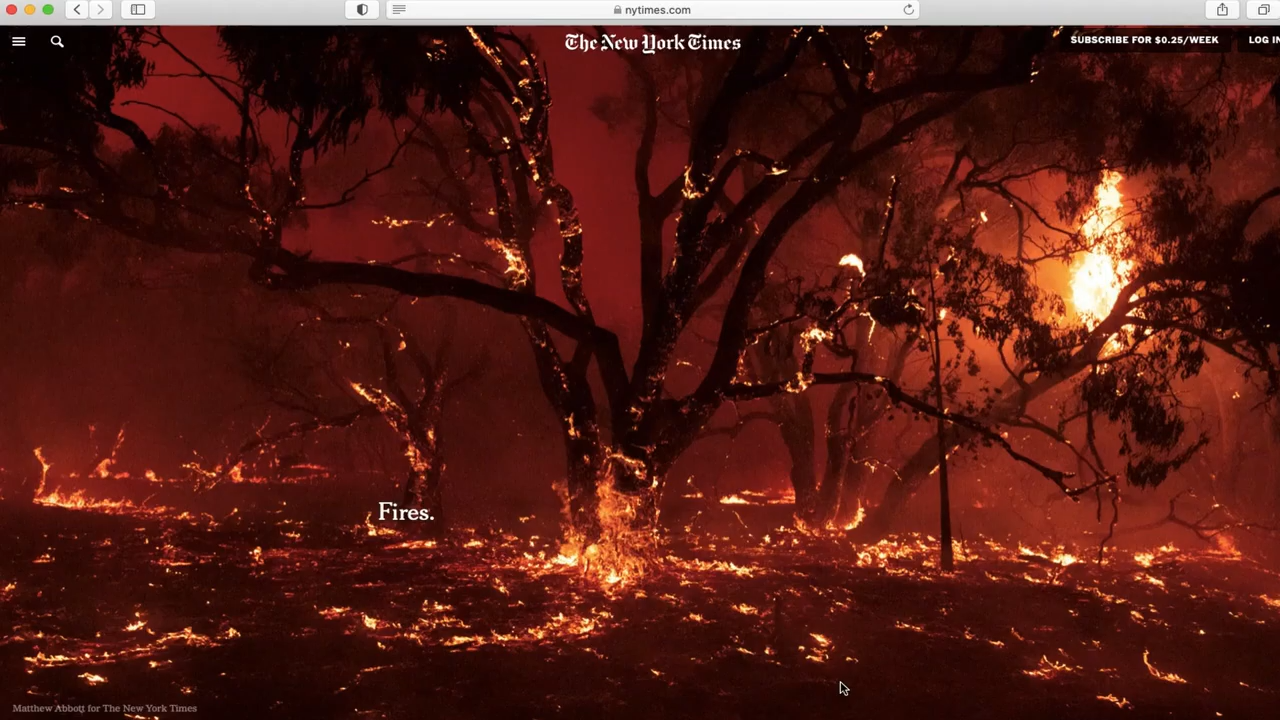 nytimes.com
The New York Times
SUBSCRIBE FOR $0.25/WEEK
LOG IN
Fires.
Matthew Abbott for The New York Times